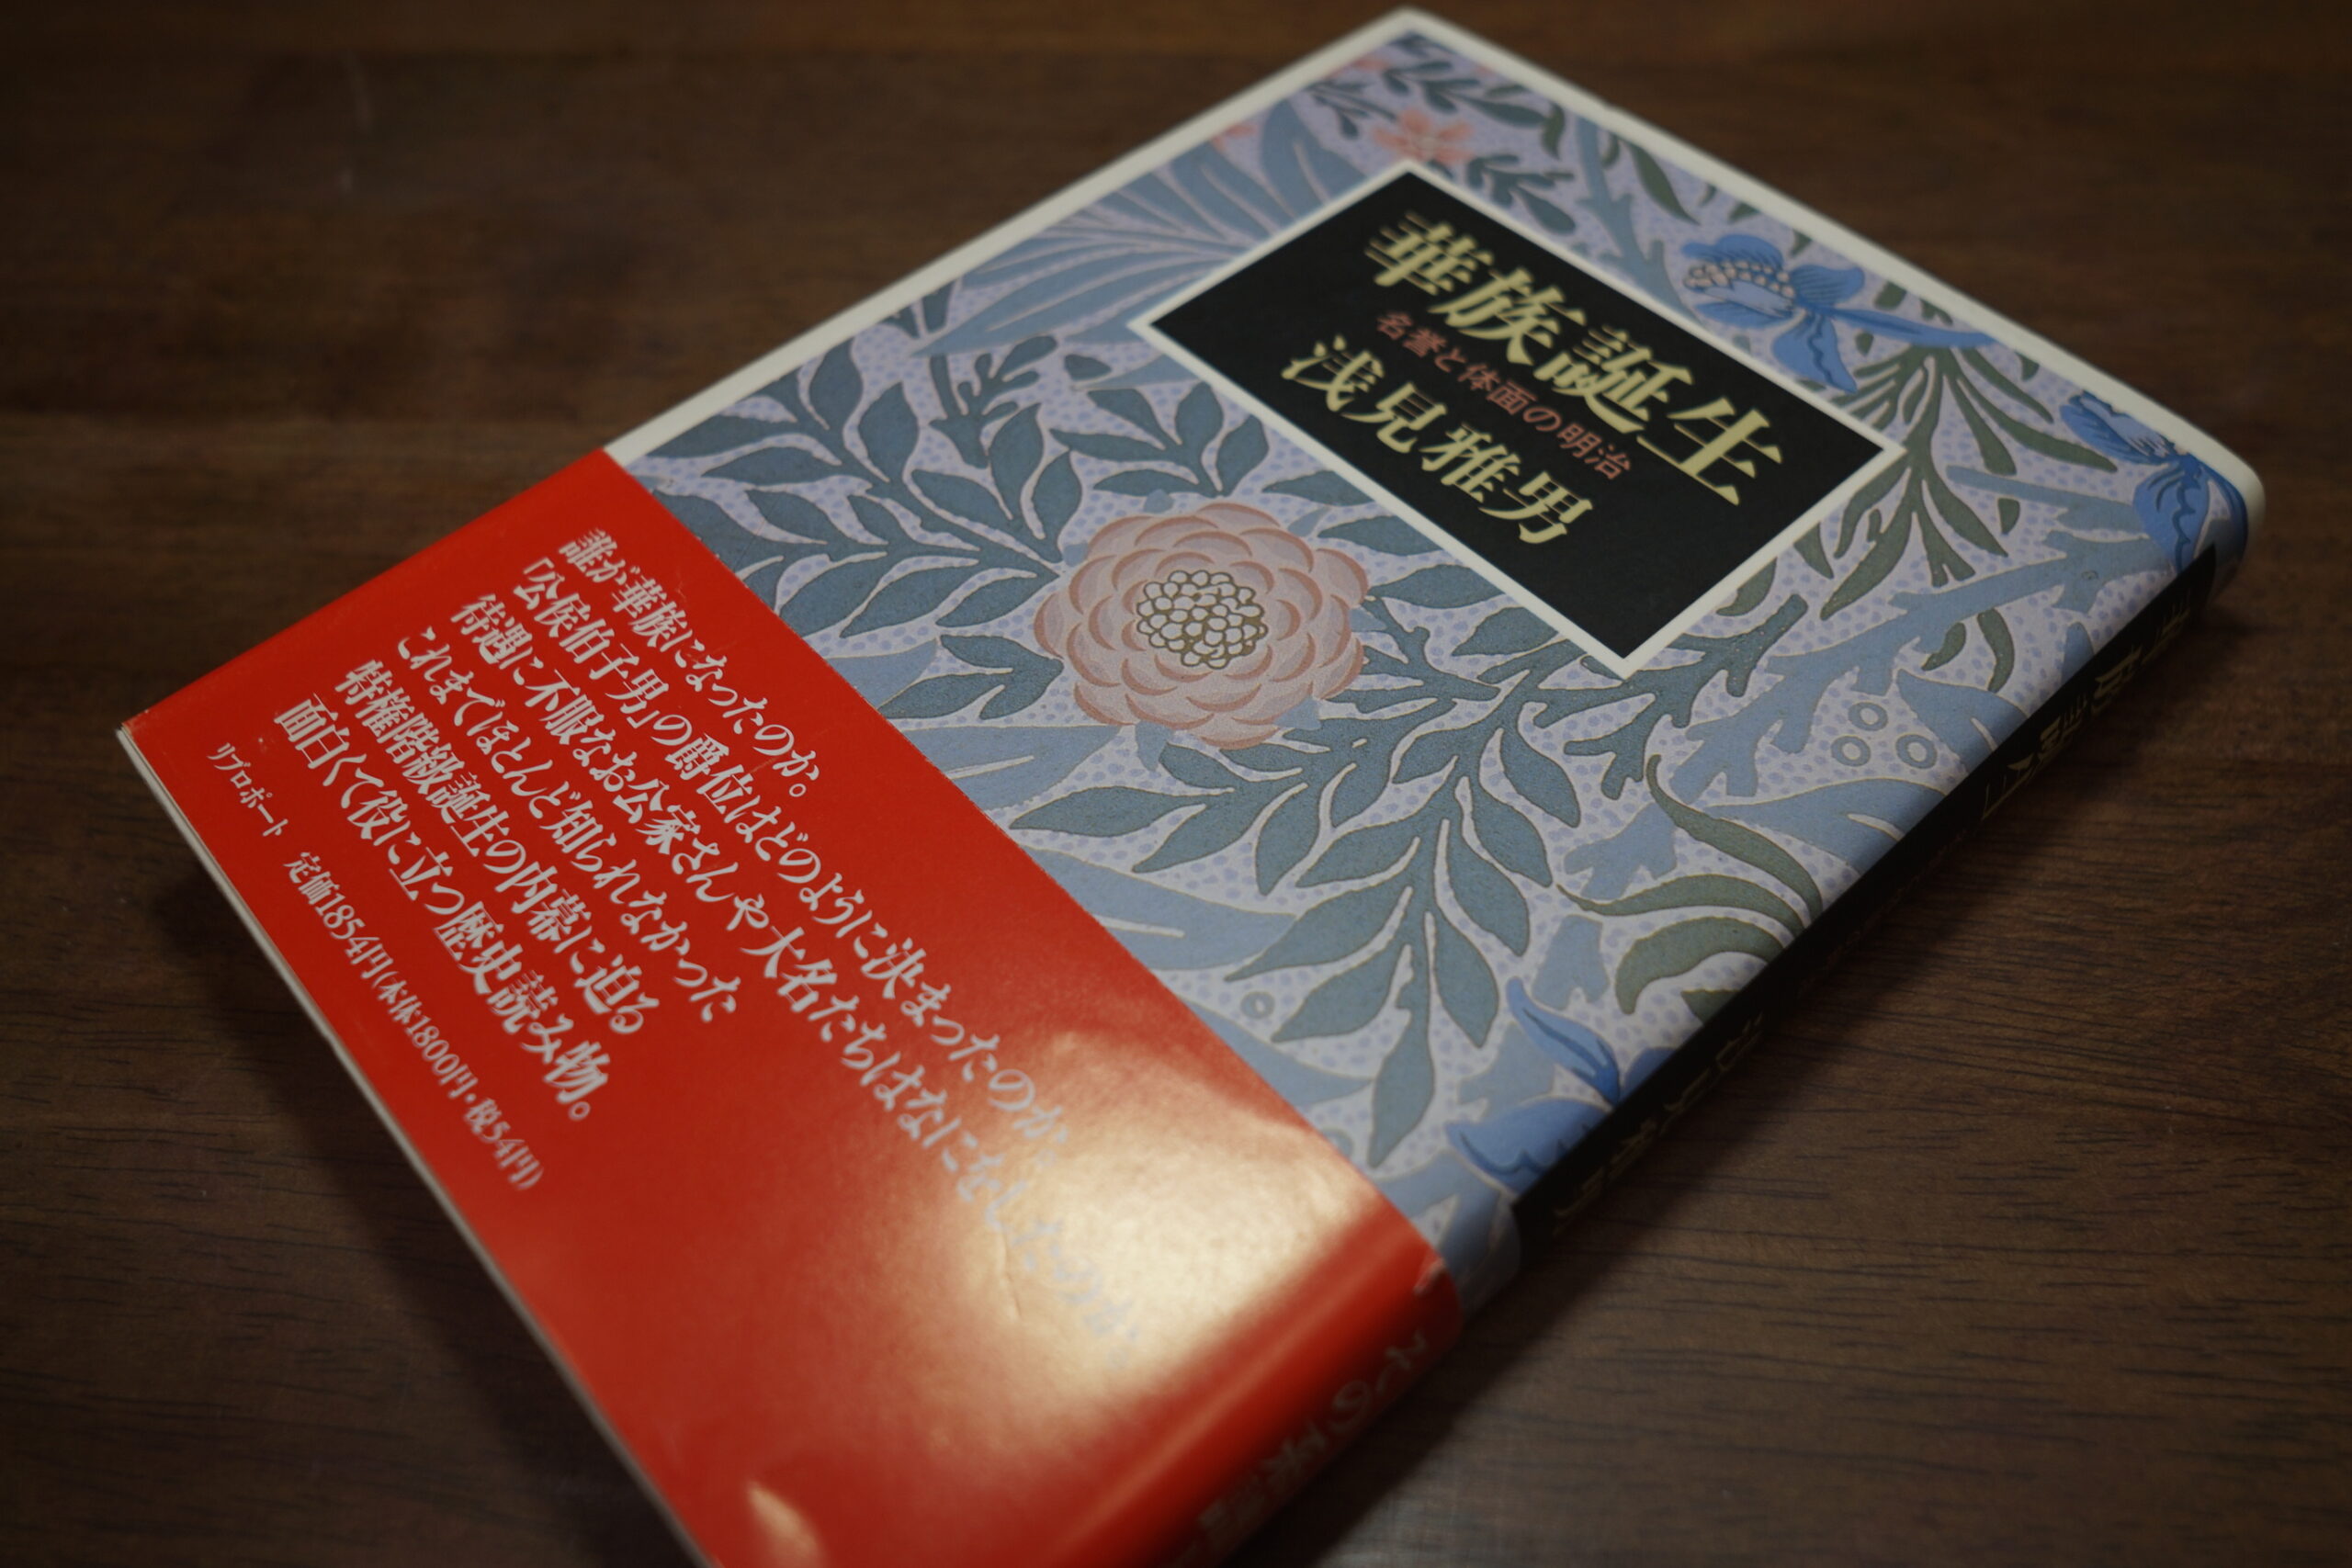 華族誕生
名誉と体面の明治
浅見雅男
誰が華族になったのか。
「公侯伯子男」の爵位はどのように決まったのか。
待遇に不服なお公家さんや大名たちはなにをしたのか。
これまでほとんど知られなかった
特権階級誕生の内幕に迫る
面白くて役に立つ歴史読み物。
リブロポート 定価1854円(本体1800円・税54円)